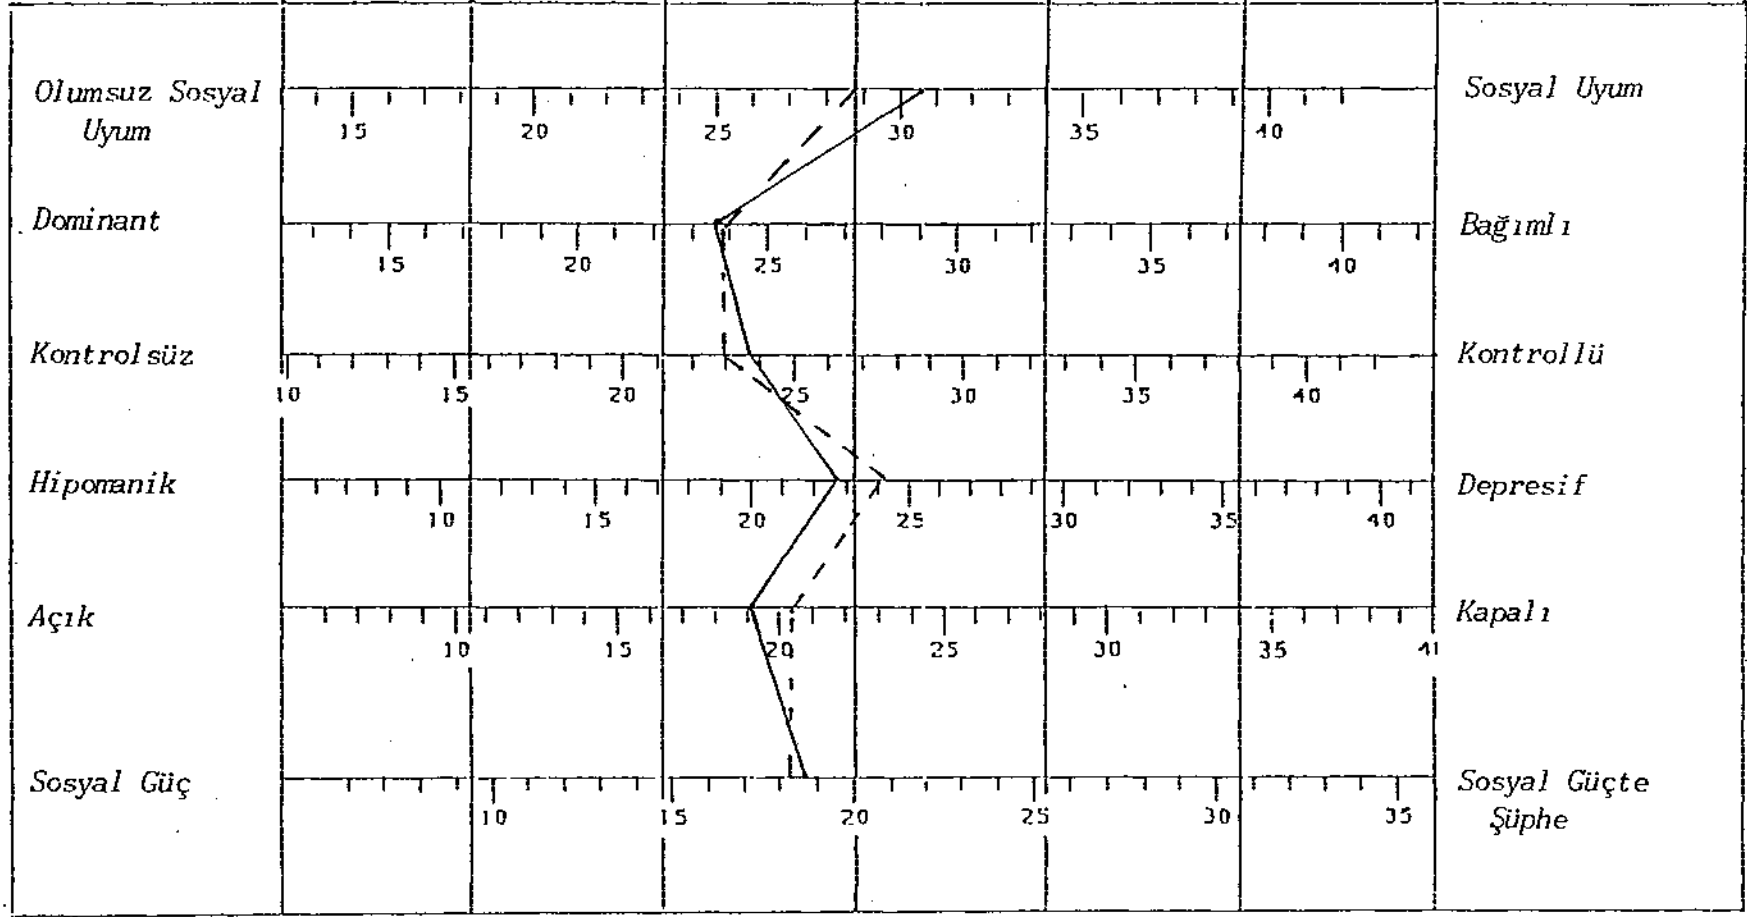 Olumsuz Sosyal Uyum
15 20 25 30 35 40
Sosyal Uyum
Dominant
15 20 25 30 35 40
Bağımlı
Kontrolsüz
10 15 20 25 30 35 40
Kontrollü
Hipomanik
10 15 20 25 30 35 40
Depresif
Açık
10 15 20 25 30 35 41
Kapalı
Sosyal Güç
10 15 20 25 30 35
Sosyal Güçte Şüphe